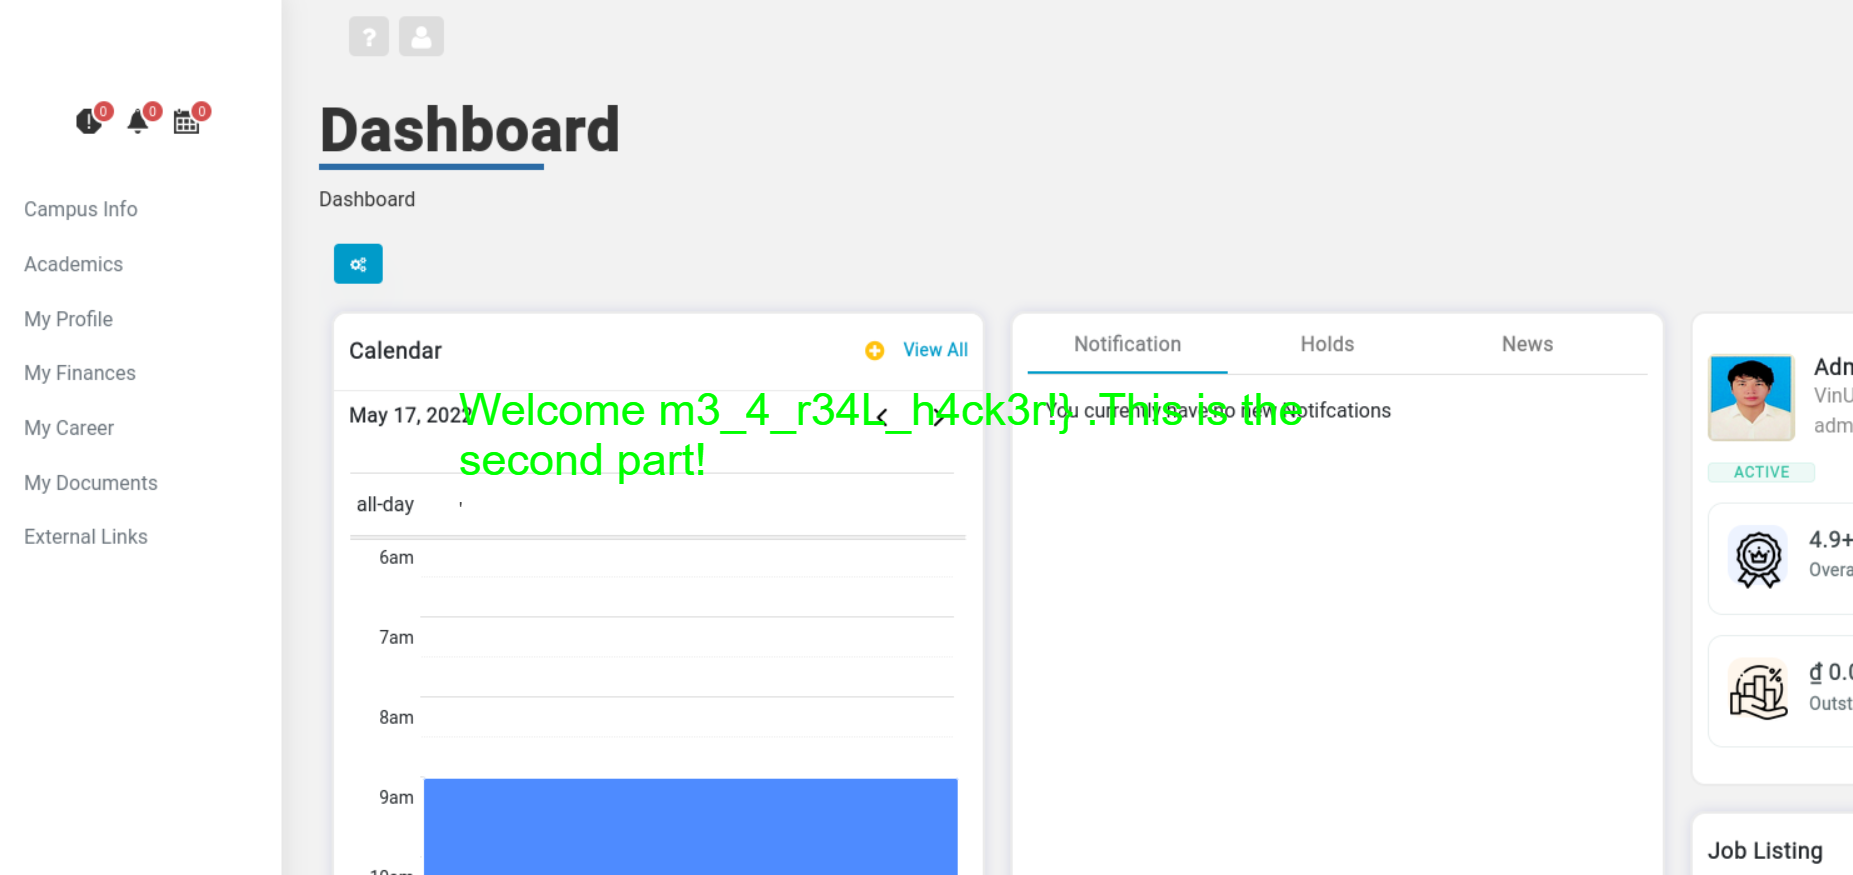 ?
0 0 0
Dashboard
Dashboard
Campus Info
Academics
My Profile
My Finances
My Career
My Documents
External Links
Calendar
View All
May 17, 2022
Welcome m3_4_r34L_h4ck3r!} .This is the
second part!
all-day
6am
7am
8am
9am
10am
Notification Holds News
You currently have no new Notifcations
Adm
VinU
adm
ACTIVE
4.9+
Overa
₫ 0.0
Outst
Job Listing